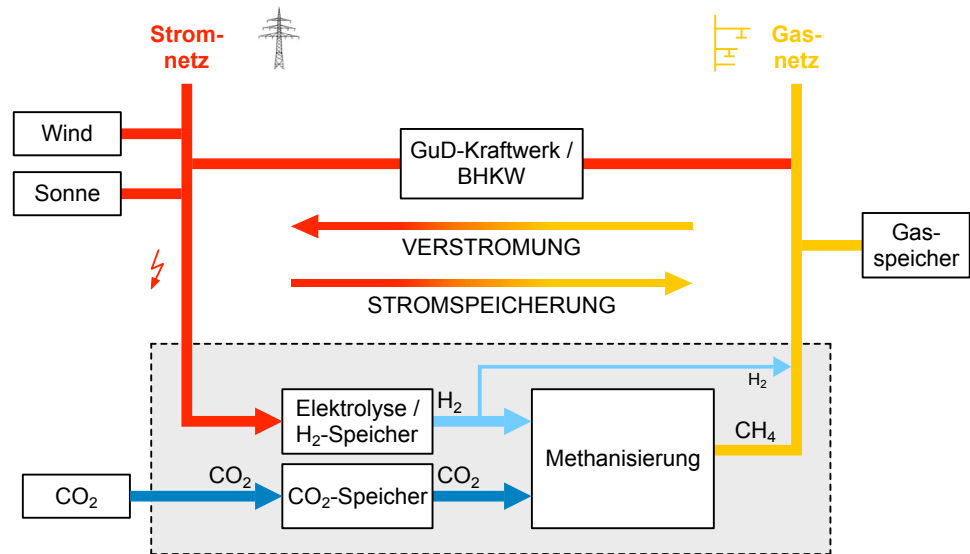 Strom-
netz
Gas-
netz
Wind
GuD-Kraftwerk /
BHKW
Sonne
Gas-
speicher
VERSTROMUNG
STROMSPEICHERUNG
H₂
Elektrolyse /
H₂-Speicher
H₂
CH₄
Methanisierung
CO₂
CO₂
CO₂-Speicher
CO₂